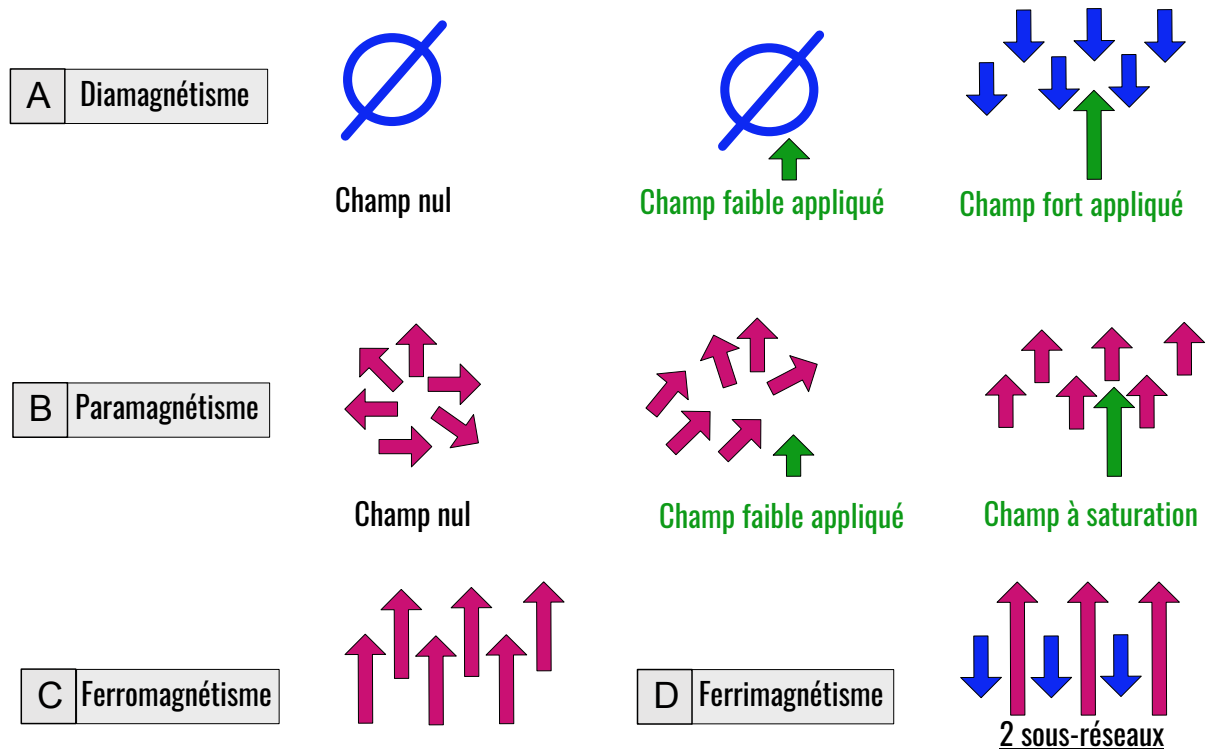 A Diamagnétisme
Champ nul
Champ faible appliqué
Champ fort appliqué
B Paramagnétisme
Champ nul
Champ faible appliqué
Champ à saturation
C Ferromagnétisme
D Ferrimagnétisme
2 sous-réseaux